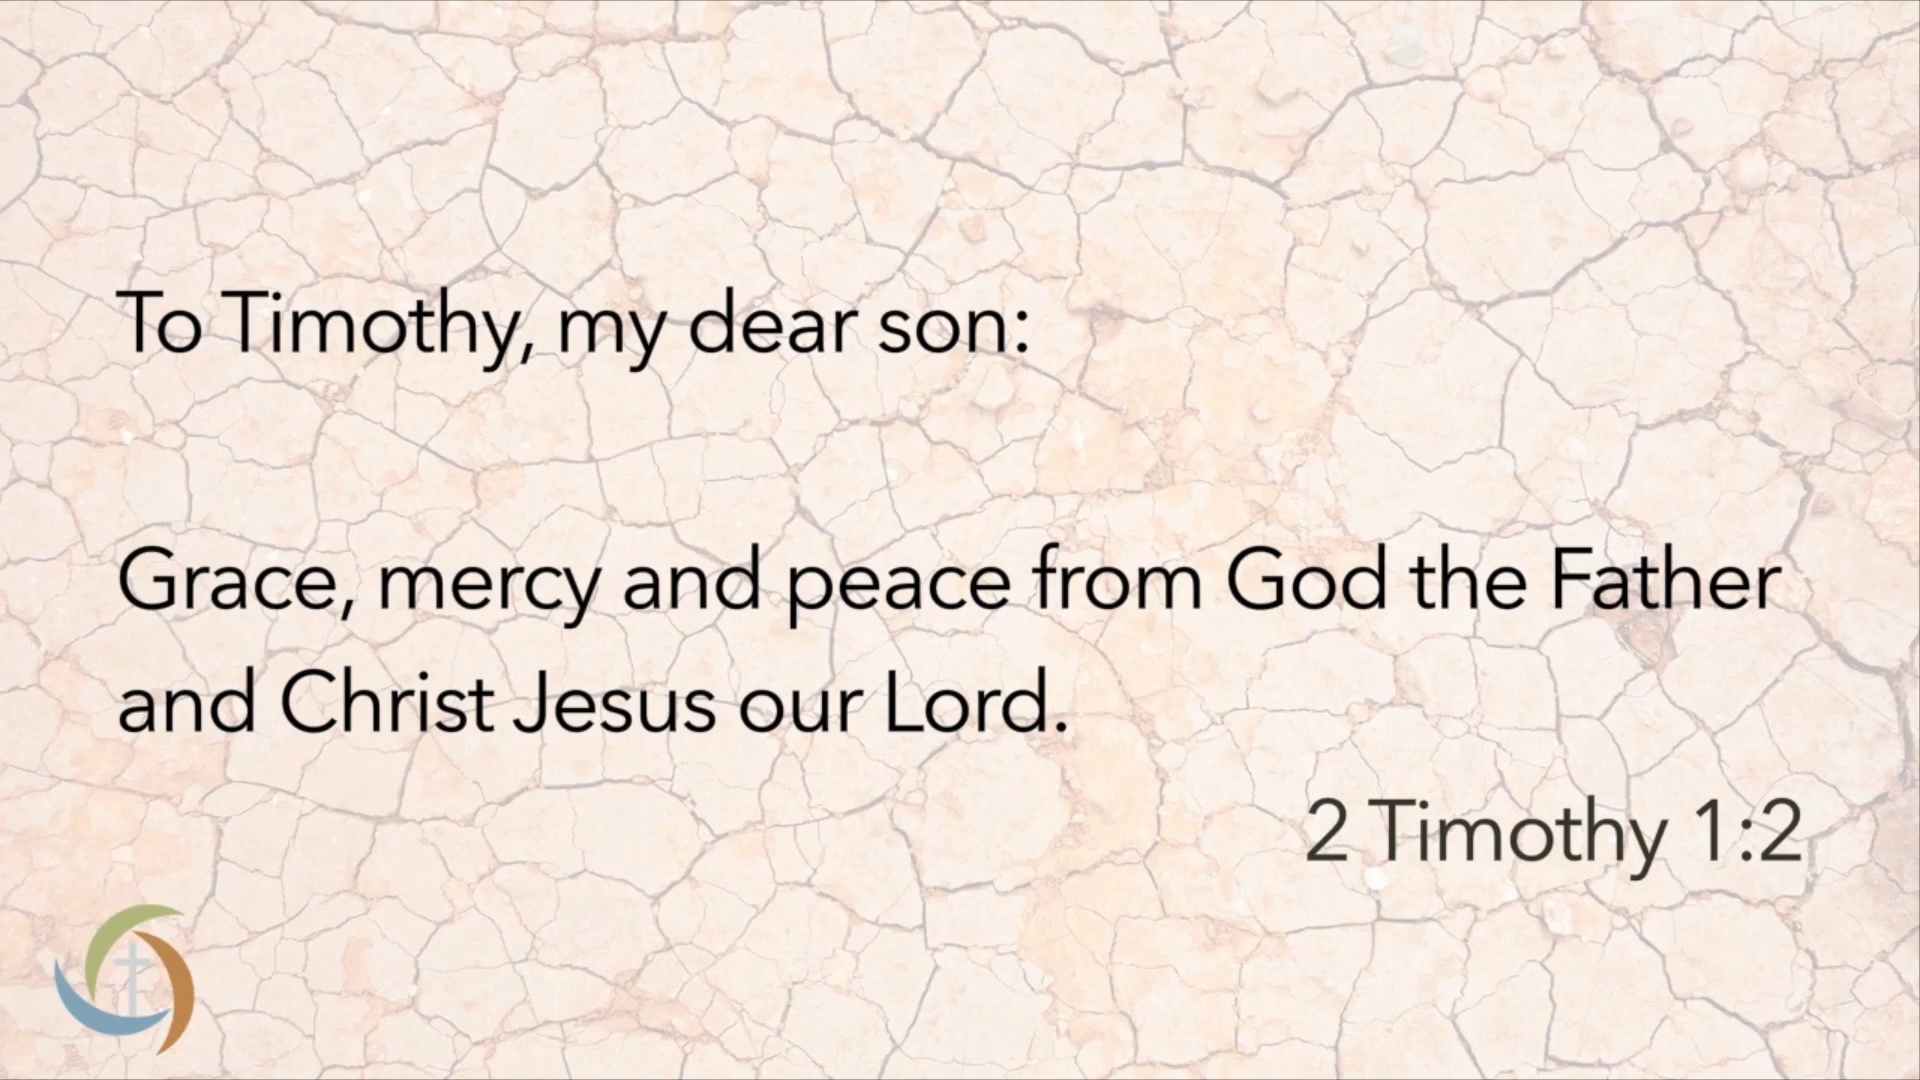 To Timothy, my dear son:
Grace, mercy and peace from God the Father
and Christ Jesus our Lord.
2 Timothy 1:2